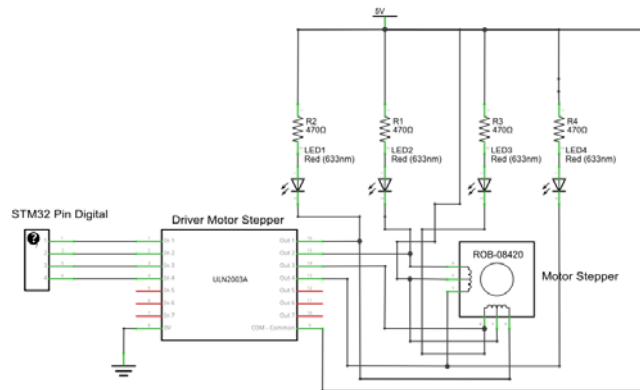 5V
R2
470Ω
R1
470Ω
R3
470Ω
R4
470Ω
LED1
Red (633nm)
LED2
Red (633nm)
LED3
Red (633nm)
LED4
Red (633nm)
STM32 Pin Digital
Driver Motor Stepper
ROB-08420
Motor Stepper
ULN2003A
In 1
In 2
In 3
In 4
In 5
In 6
In 7
0V
Out 1
Out 2
Out 3
Out 4
Out 5
Out 6
Out 7
COM - Common
?